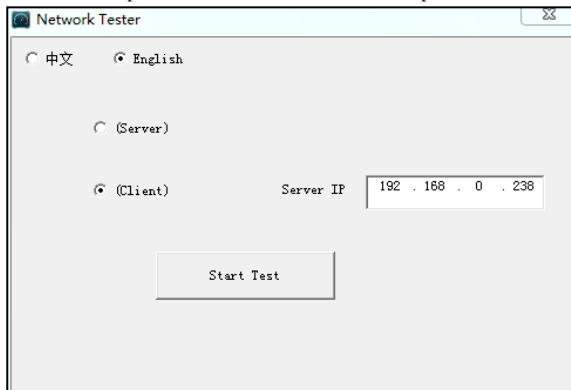 Network Tester
中文 English
(Server)
(Client) Server IP 192 . 168 . 0 . 238
Start Test